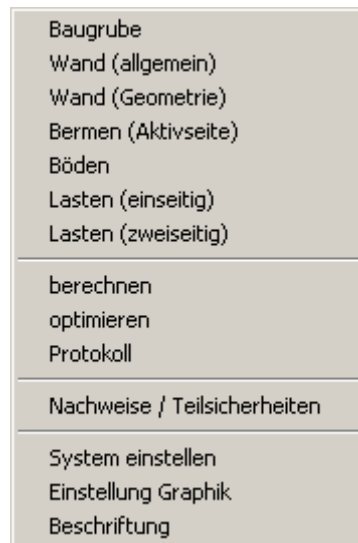 Baugrube
Wand (allgemein)
Wand (Geometrie)
Bermen (Aktivseite)
Böden
Lasten (einseitig)
Lasten (zweiseitig)
berechnen
optimieren
Protokoll
Nachweise / Teilsicherheiten
System einstellen
Einstellung Graphik
Beschriftung